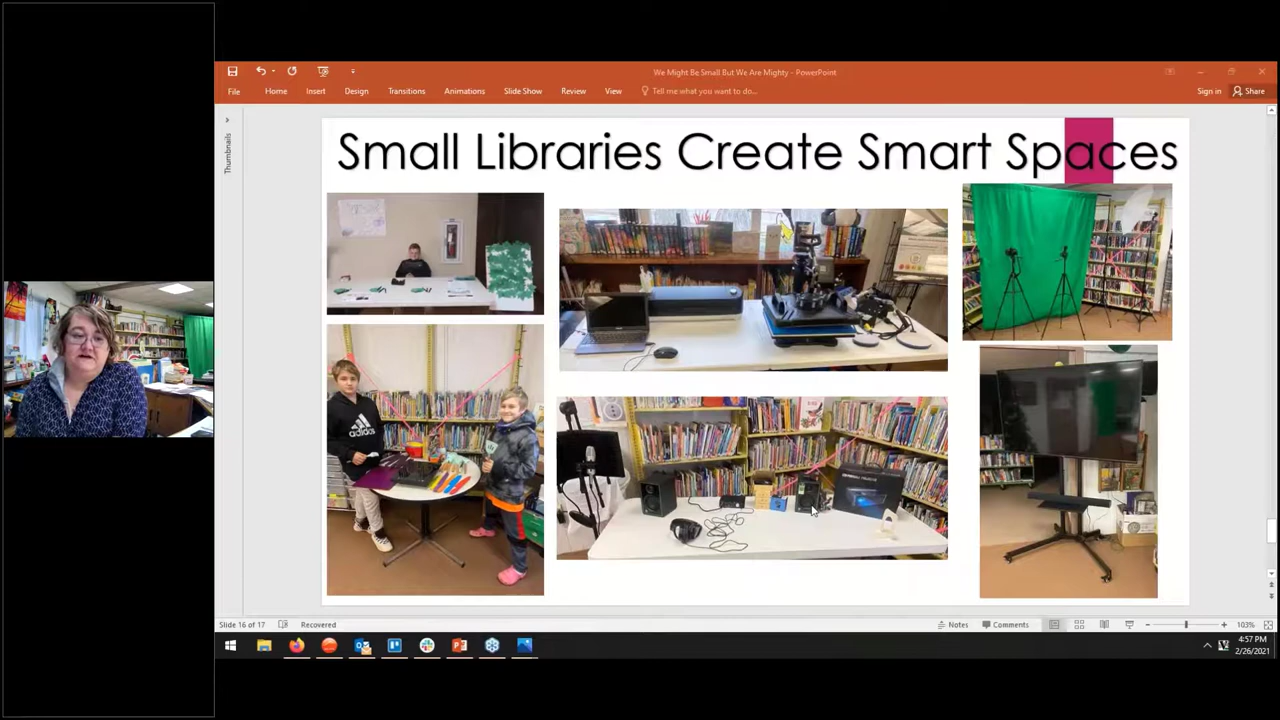 We Might Be Small But We Are Mighty - PowerPoint
File Home Insert Design Transitions Animations Slide Show Review View Tell me what you want to do... Sign in Share
Thumbnails
Small Libraries Create Smart Spaces
adidas
Slide 16 of 17 Recovered Notes Comments 103%
4:57 PM
2/26/2021